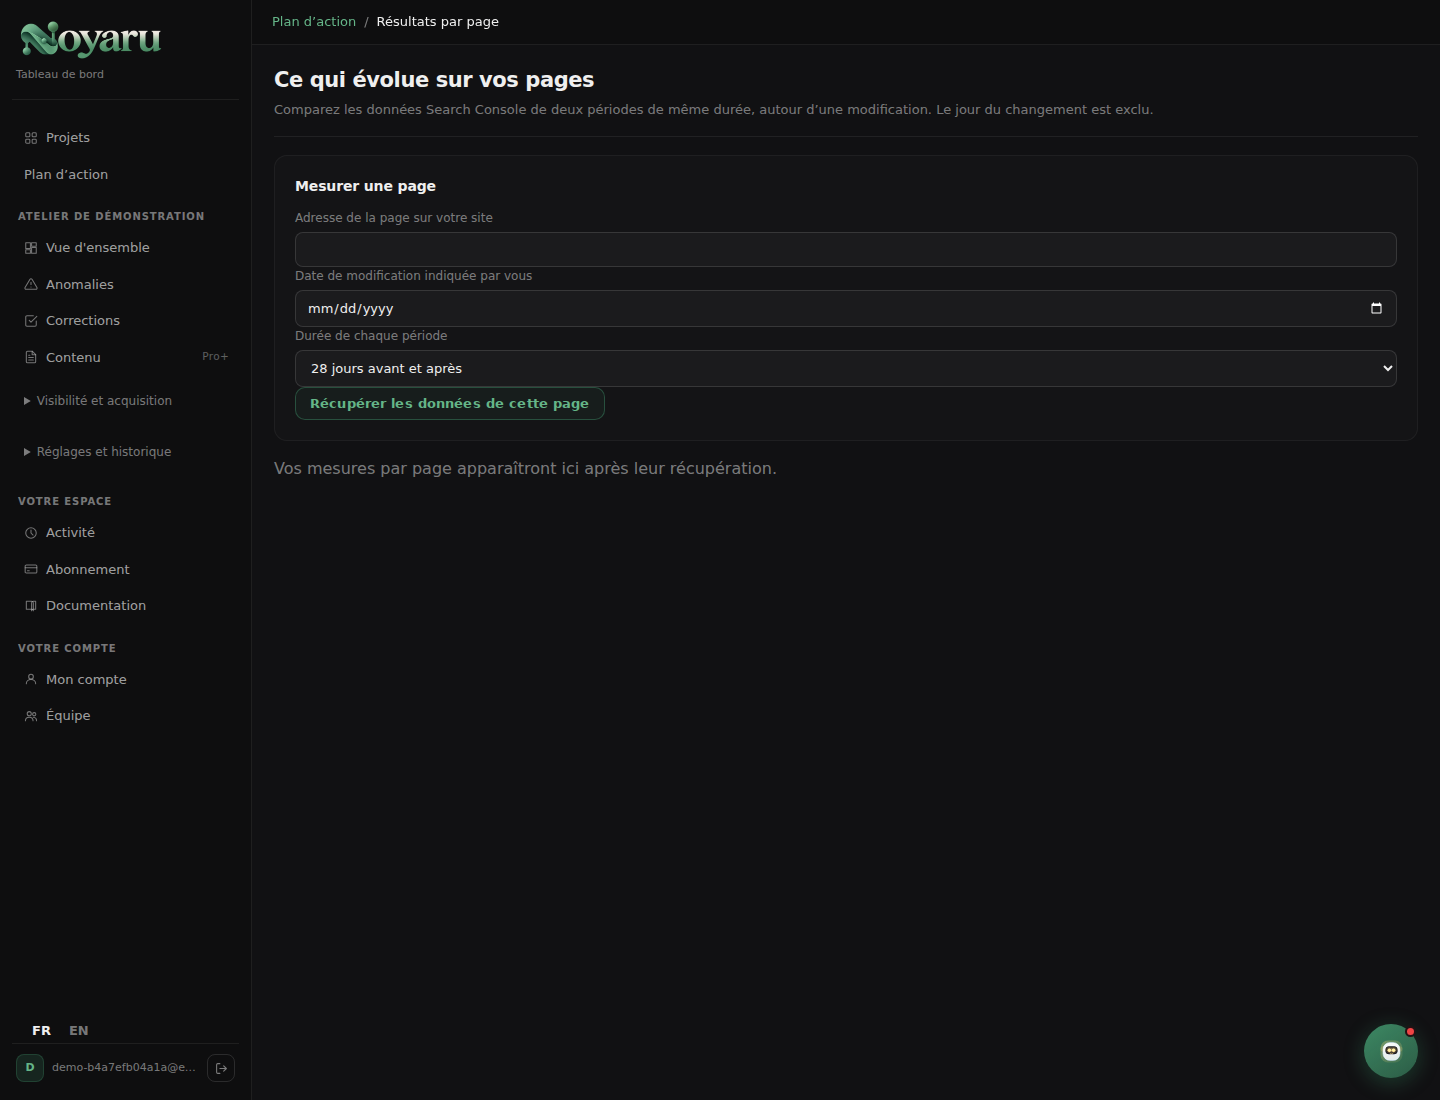 Noyaru
Tableau de bord
Projets
Plan d’action
ATELIER DE DÉMONSTRATION
Vue d'ensemble
Anomalies
Corrections
Contenu Pro+
Visibilité et acquisition
Réglages et historique
VOTRE ESPACE
Activité
Abonnement
Documentation
VOTRE COMPTE
Mon compte
Équipe
FR EN
D demo-b4a7efb04a1a@e...
Plan d’action / Résultats par page
Ce qui évolue sur vos pages
Comparez les données Search Console de deux périodes de même durée, autour d’une modification. Le jour du changement est exclu.
Mesurer une page
Adresse de la page sur votre site
Date de modification indiquée par vous
mm/dd/yyyy
Durée de chaque période
28 jours avant et après
Récupérer les données de cette page
Vos mesures par page apparaîtront ici après leur récupération.